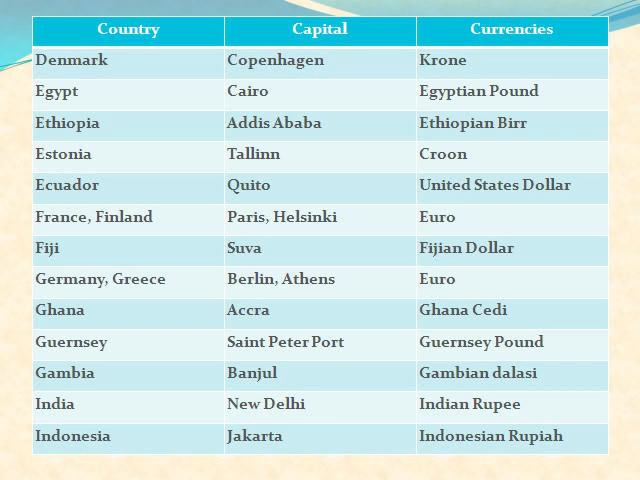 Country Capital Currencies
Denmark Copenhagen Krone
Egypt Cairo Egyptian Pound
Ethiopia Addis Ababa Ethiopian Birr
Estonia Tallinn Croon
Ecuador Quito United States Dollar
France, Finland Paris, Helsinki Euro
Fiji Suva Fijian Dollar
Germany, Greece Berlin, Athens Euro
Ghana Accra Ghana Cedi
Guernsey Saint Peter Port Guernsey Pound
Gambia Banjul Gambian dalasi
India New Delhi Indian Rupee
Indonesia Jakarta Indonesian Rupiah